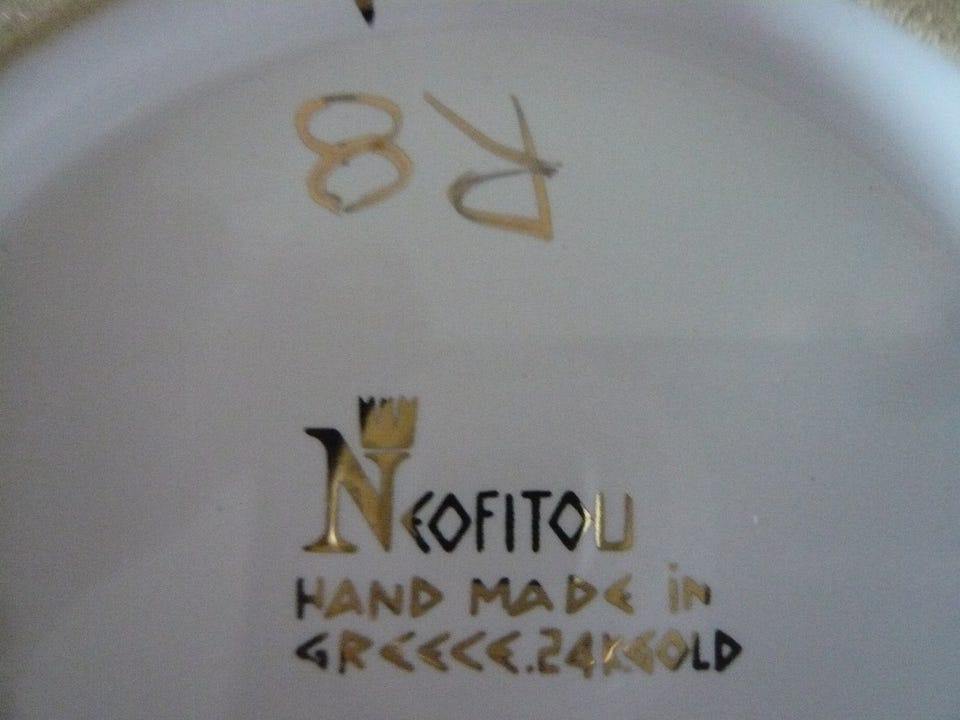 R8
NEOFITOU
HAND MADE iN
GREECE.24KGOLD